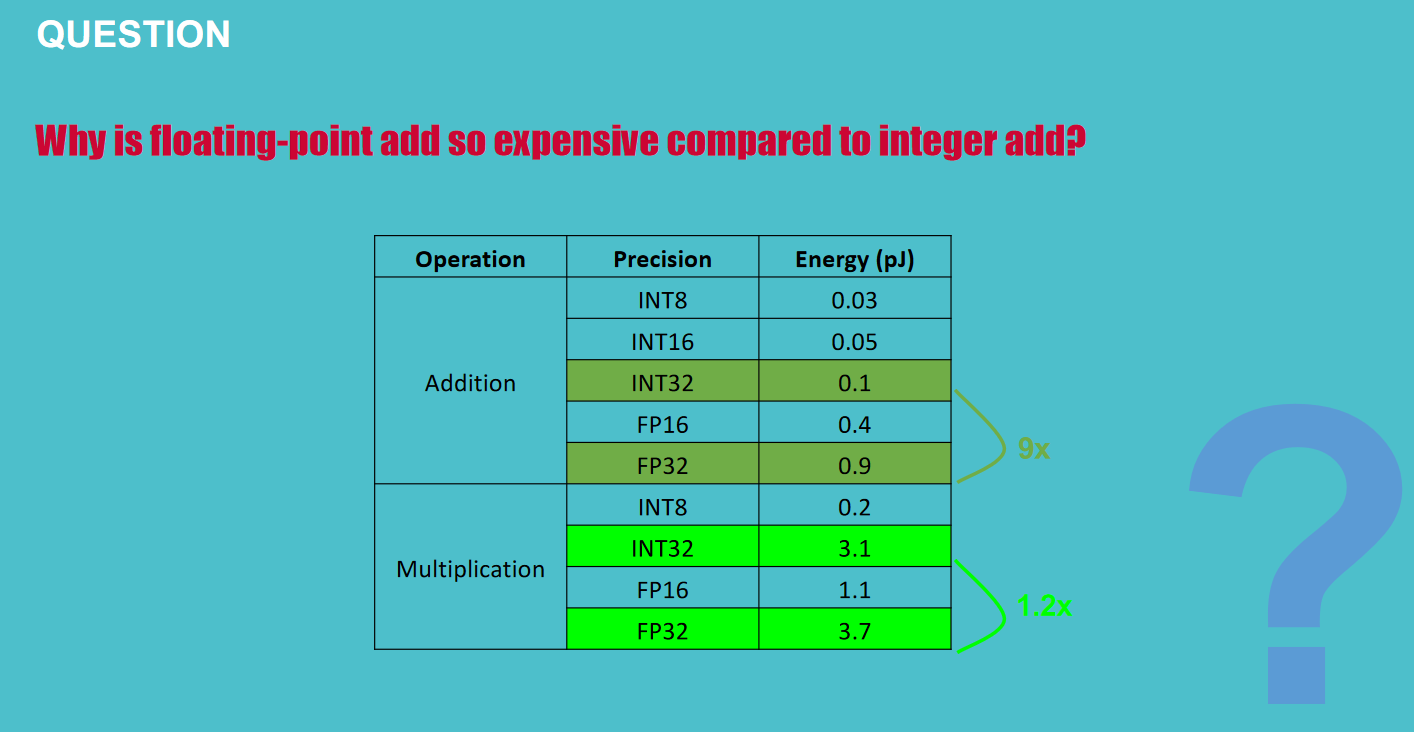 QUESTION
Why is floating-point add so expensive compared to integer add?
Operation Precision Energy (pJ)
INT8 0.03
INT16 0.05
Addition INT32 0.1
FP16 0.4
9x
FP32 0.9
INT8 0.2
INT32 3.1
Multiplication
FP16 1.1
1.2x
FP32 3.7
?